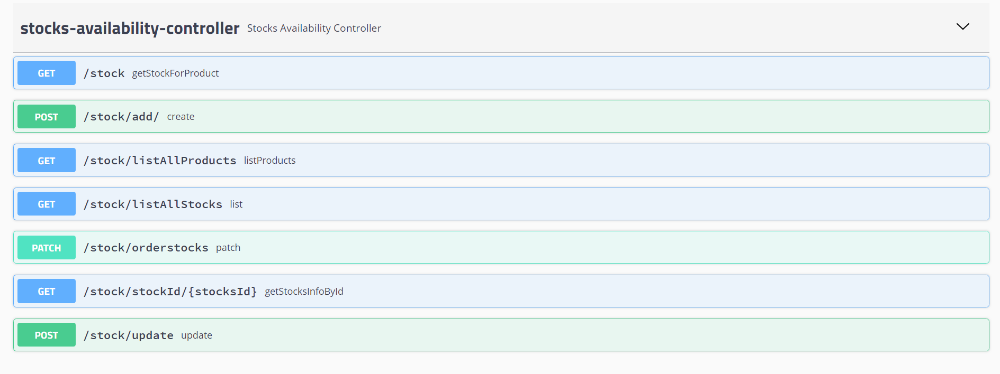 stocks-availability-controller Stocks Availability Controller
GET /stock getStockForProduct
POST /stock/add/ create
GET /stock/listAllProducts listProducts
GET /stock/listAllStocks list
PATCH /stock/orderstocks patch
GET /stock/stockId/{stocksId} getStocksInfoById
POST /stock/update update